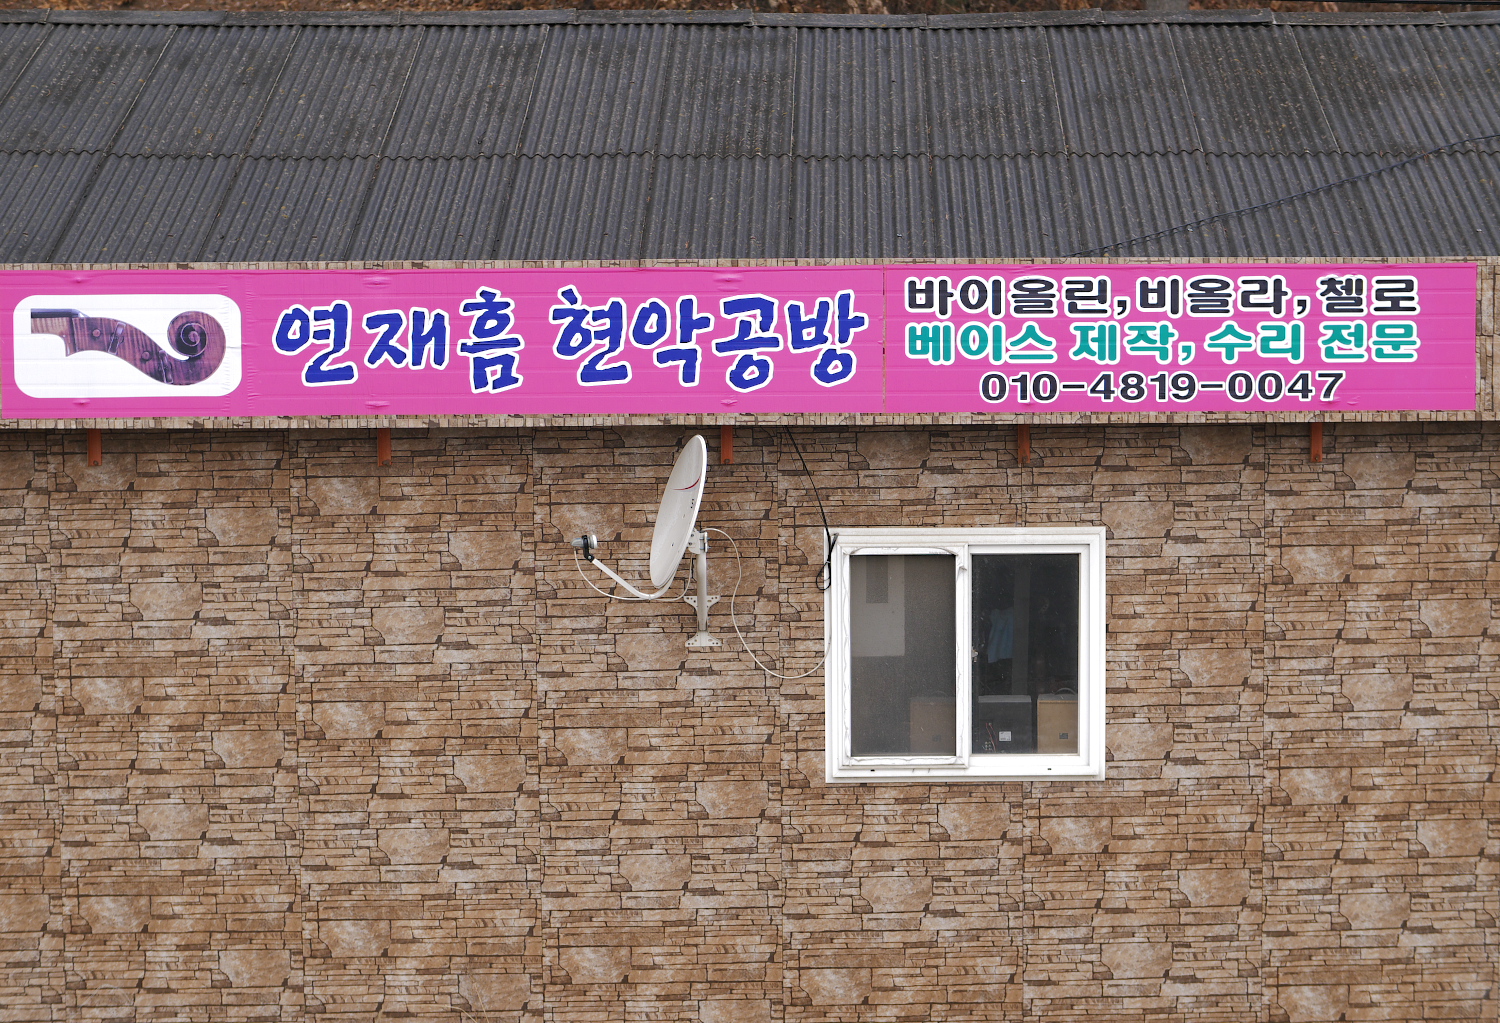 연재흠 현악공방
바이올린,비올라,첼로
베이스 제작,수리 전문
010-4819-0047